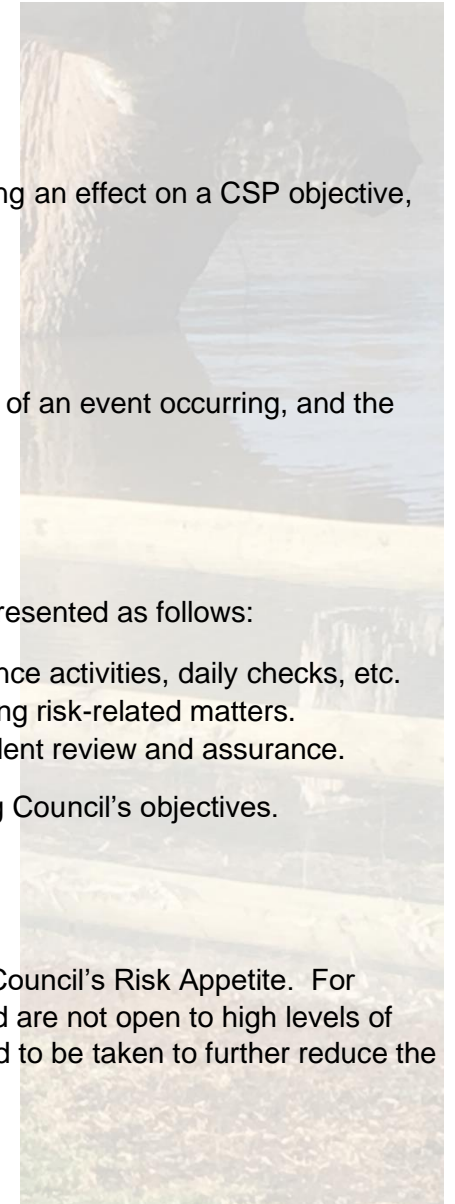 ng an effect on a CSP objective,
of an event occurring, and the
resented as follows:
nce activities, daily checks, etc.
ng risk-related matters.
dent review and assurance.
g Council’s objectives.
Council’s Risk Appetite. For
d are not open to high levels of
d to be taken to further reduce the